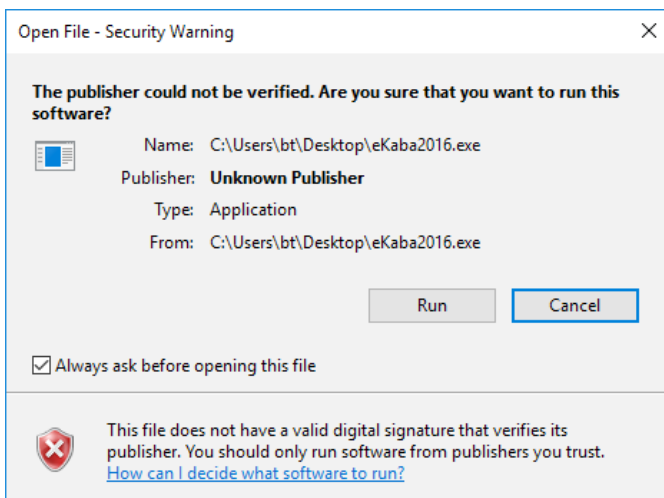 Open File - Security Warning
The publisher could not be verified. Are you sure that you want to run this
software?
Name: C:\Users\bt\Desktop\eKaba2016.exe
Publisher: Unknown Publisher
Type: Application
From: C:\Users\bt\Desktop\eKaba2016.exe
Run Cancel
Always ask before opening this file
This file does not have a valid digital signature that verifies its
publisher. You should only run software from publishers you trust.
How can I decide what software to run?